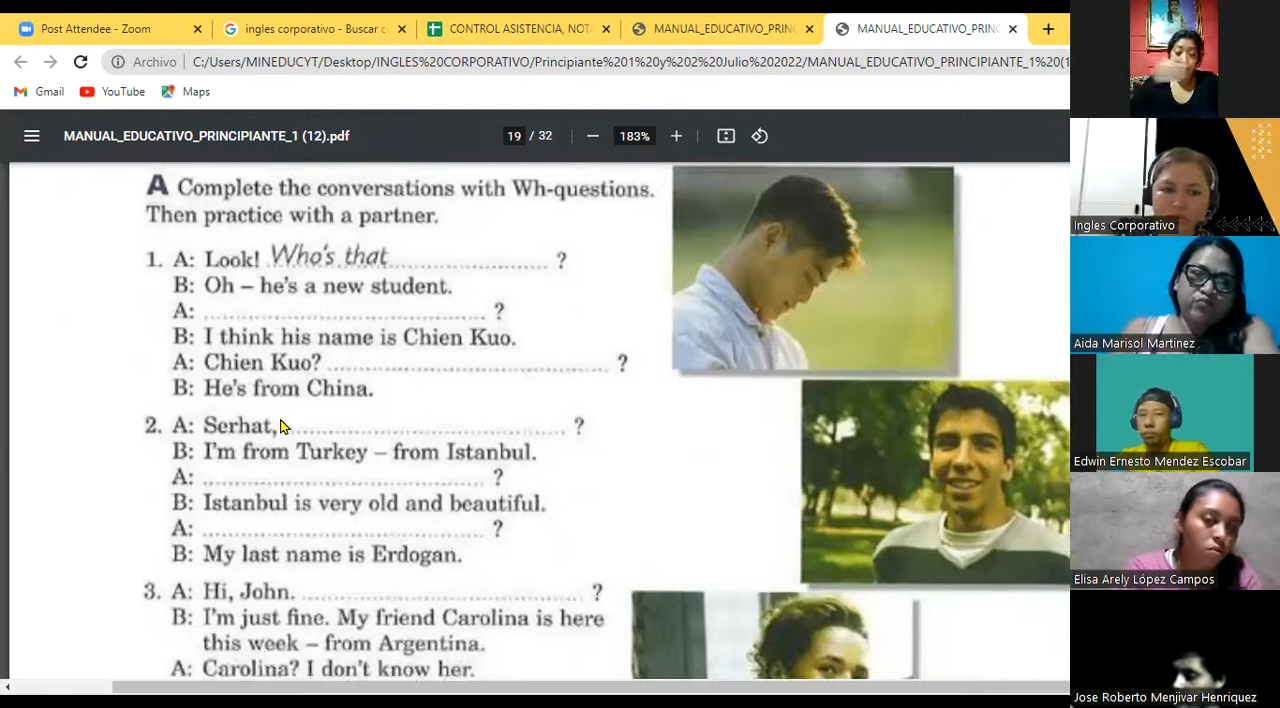 Post Attendee - Zoom
ingles corporativo - Buscar c
CONTROL ASISTENCIA, NOT
MANUAL_EDUCATIVO_PRINC
MANUAL_EDUCATIVO_PRINC
Archivo
C:/Users/MINEDUCYT/Desktop/INGLES%20CORPORATIVO/Principiante%201%20y%202%20Julio%202022/MANUAL_EDUCATIVO_PRINCIPIANTE_1%20(1
Gmail
YouTube
Maps
MANUAL_EDUCATIVO_PRINCIPIANTE_1 (12).pdf
19 / 32
183%
A Complete the conversations with Wh-questions.
Then practice with a partner.
1. A: Look! Who's that ?
B: Oh – he's a new student.
A: ?
B: I think his name is Chien Kuo.
A: Chien Kuo? ?
B: He's from China.
2. A: Serhat, ?
B: I'm from Turkey – from Istanbul.
A: ?
B: Istanbul is very old and beautiful.
A: ?
B: My last name is Erdogan.
3. A: Hi, John. ?
B: I'm just fine. My friend Carolina is here
this week – from Argentina.
A: Carolina? I don't know her.
Ingles Corporativo
Aida Marisol Martinez
Edwin Ernesto Mendez Escobar
Elisa Arely López Campos
Jose Roberto Menjivar Henriquez